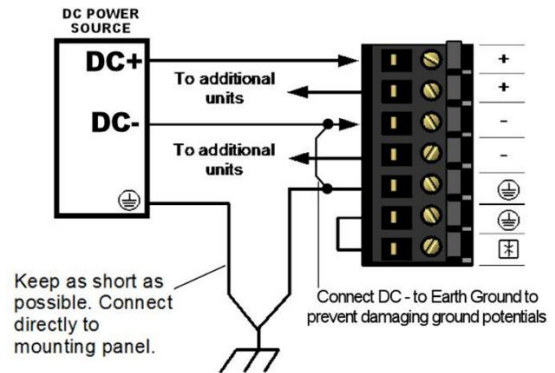 DC POWER
SOURCE
DC+
To additional
units
DC-
To additional
units
+
+
-
-
Keep as short as
possible. Connect
directly to
mounting panel.
Connect DC - to Earth Ground to
prevent damaging ground potentials